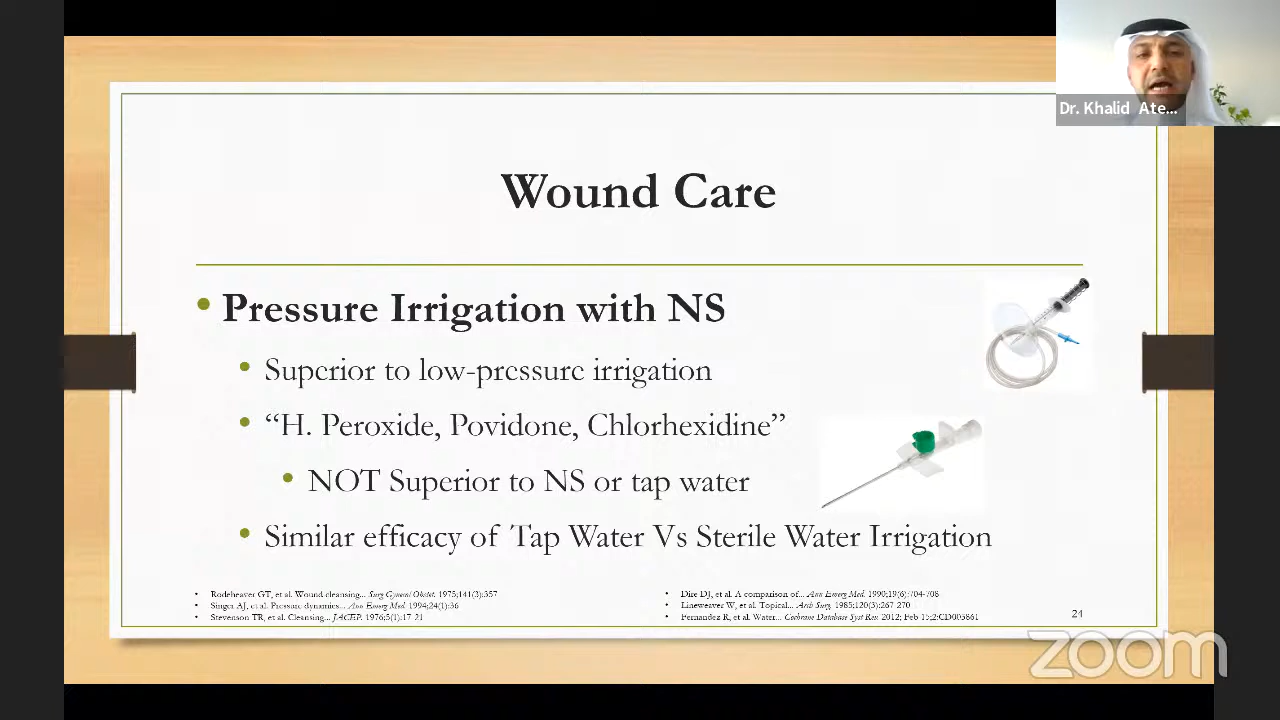 Dr. Khalid Ate...
Wound Care
Pressure Irrigation with NS
Superior to low-pressure irrigation
“H. Peroxide, Povidone, Chlorhexidine”
NOT Superior to NS or tap water
Similar efficacy of Tap Water Vs Sterile Water Irrigation
Rodeheaver GT, et al. Wound cleansing... Surg Gynecol Obstet. 1975;141(3):357
Singer AJ, et al. Pressure dynamics... Ann Emerg Med. 1994;24(1):36
Stevenson TR, et al. Cleansing... JACEP. 1976;5(1):17-21
Dire DJ, et al. A comparison of... Ann Emerg Med. 1990;19(6):704-708
Lineweaver W, et al. Topical... Arch Surg. 1985;120(3):267-270
Fernandez R, et al. Water... Cochrane Database Syst Rev. 2012; Feb 15;2:CD003861
24
zoom